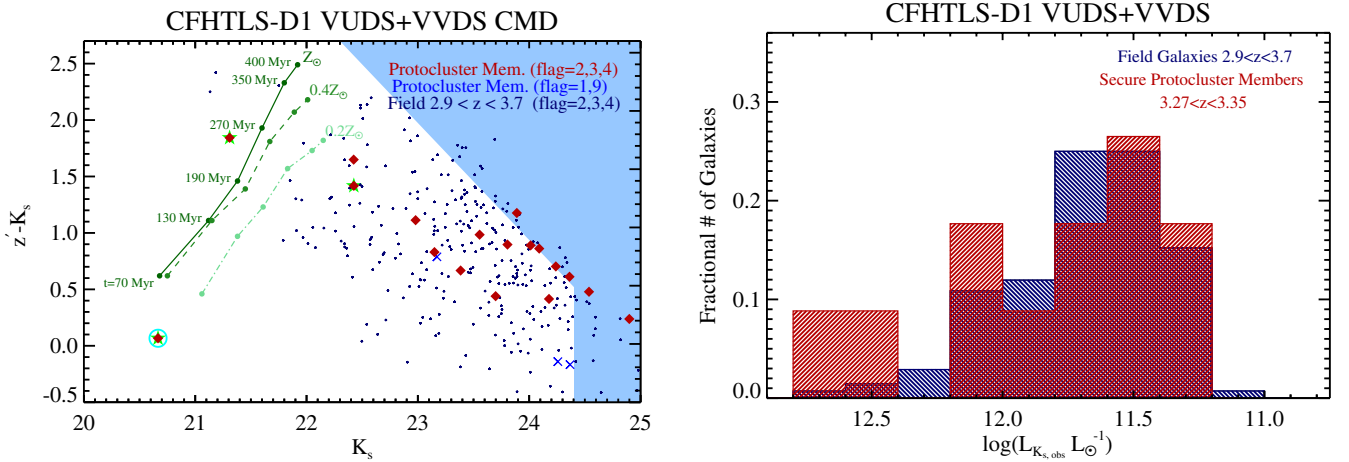 CFHTLS-D1 VUDS+VVDS CMD
2.5
2.0
1.5
1.0
0.5
0.0
-0.5
z′-Kₛ
400 Myr
Z⊙
350 Myr
0.4Z⊙
270 Myr
0.2Z⊙
190 Myr
130 Myr
t=70 Myr
Protocluster Mem. (flag=2,3,4)
Protocluster Mem. (flag=1,9)
Field 2.9 < z < 3.7 (flag=2,3,4)
20 21 22 23 24 25
Kₛ
CFHTLS-D1 VUDS+VVDS
Field Galaxies 2.9<z<3.7
Secure Protocluster Members
3.27<z<3.35
Fractional # of Galaxies
0.3
0.2
0.1
0.0
12.5 12.0 11.5 11.0
log(L_{Kₛ, obs} L⊙⁻¹)